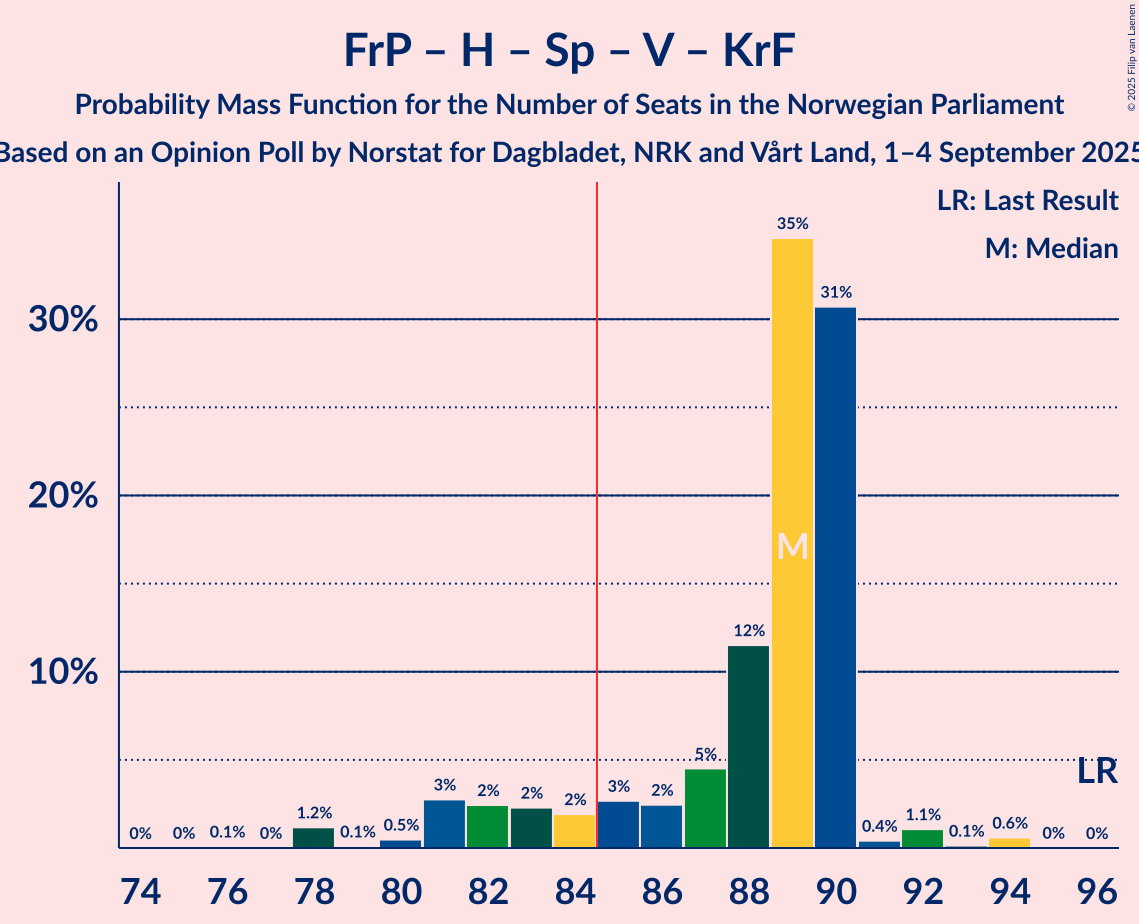 FrP – H – Sp – V – KrF
Probability Mass Function for the Number of Seats in the Norwegian Parliament
Based on an Opinion Poll by Norstat for Dagbladet, NRK and Vårt Land, 1–4 September 2025
© 2025 Filip van Laenen
LR: Last Result
M: Median
35%
31%
30%
20%
M
12%
10%
5%
LR
3% 2% 2% 2% 3% 2%
1.2% 0.5% 0.4% 1.1% 0.6%
0% 0% 0.1% 0% 0.1% 0.1% 0% 0%
74 76 78 80 82 84 86 88 90 92 94 96